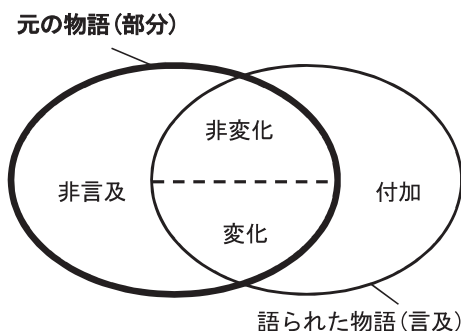 元の物語(部分)
非変化
非言及
付加
変化
語られた物語(言及)